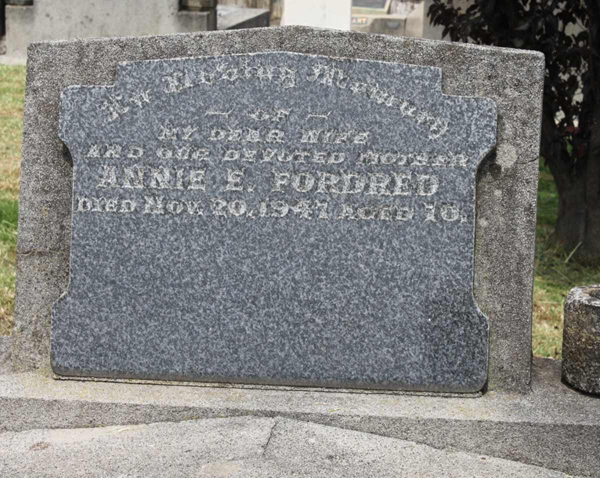 In Loving Memory
— OF —
MY DEAR WIFE
AND OUR DEVOTED MOTHER
ANNIE E. FORDRED
DIED NOV. 20, 1947 AGED 70.